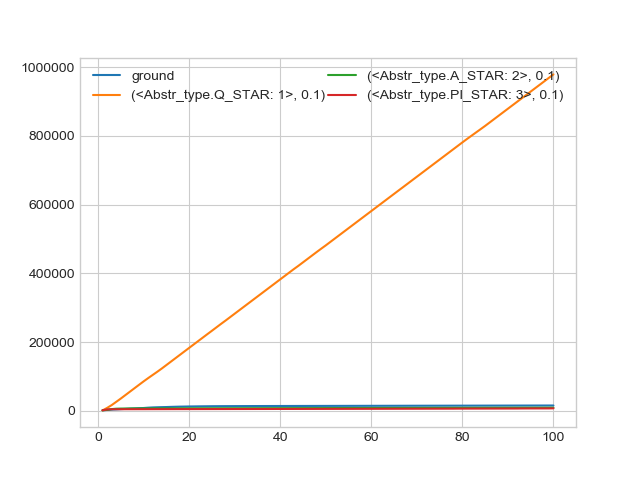 1000000
ground (<Abstr_type.A_STAR: 2>, 0.1)
(<Abstr_type.Q_STAR: 1>, 0.1) (<Abstr_type.PI_STAR: 3>, 0.1)
800000
600000
400000
200000
0
0 20 40 60 80 100